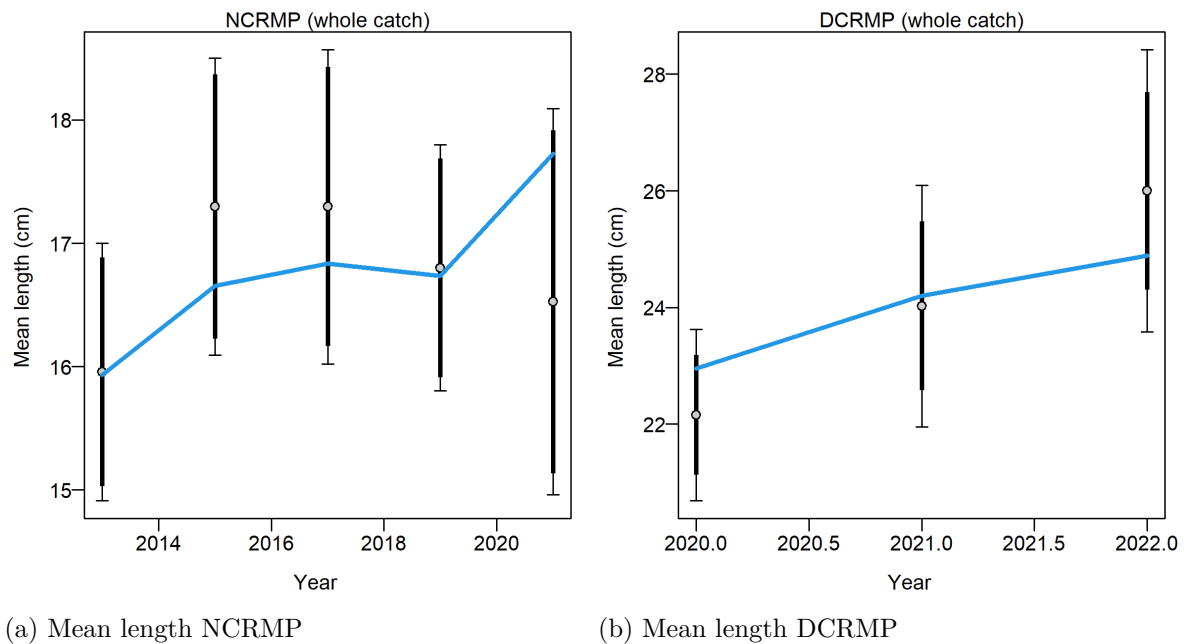 NCRMP (whole catch)
Mean length (cm)
18
17
16
15
2014 2016 2018 2020
Year
(a) Mean length NCRMP
DCRMP (whole catch)
Mean length (cm)
28
26
24
22
2020.0 2020.5 2021.0 2021.5 2022.0
Year
(b) Mean length DCRMP